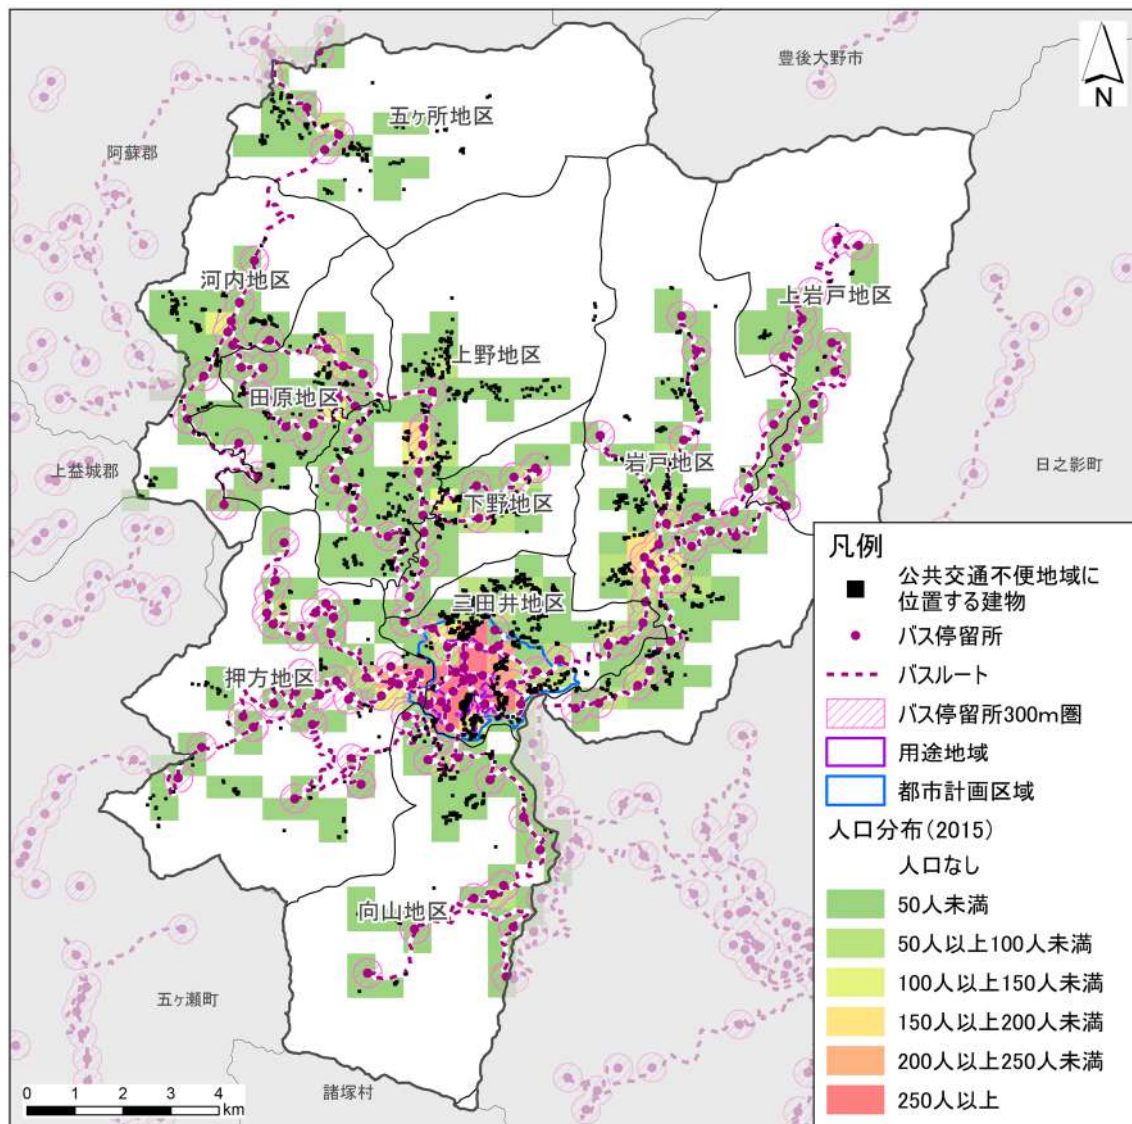 豊後大野市
N
五ヶ所地区
阿蘇郡
河内地区
上岩戸地区
上野地区
田原地区
岩戸地区
上益城郡
日之影町
下野地区
三田井地区
押方地区
向山地区
五ヶ瀬町
諸塚村
0 1 2 3 4
km
凡例
公共交通不便地域に
位置する建物
バス停留所
バスルート
バス停留所300m圏
用途地域
都市計画区域
人口分布(2015)
人口なし
50人未満
50人以上100人未満
100人以上150人未満
150人以上200人未満
200人以上250人未満
250人以上